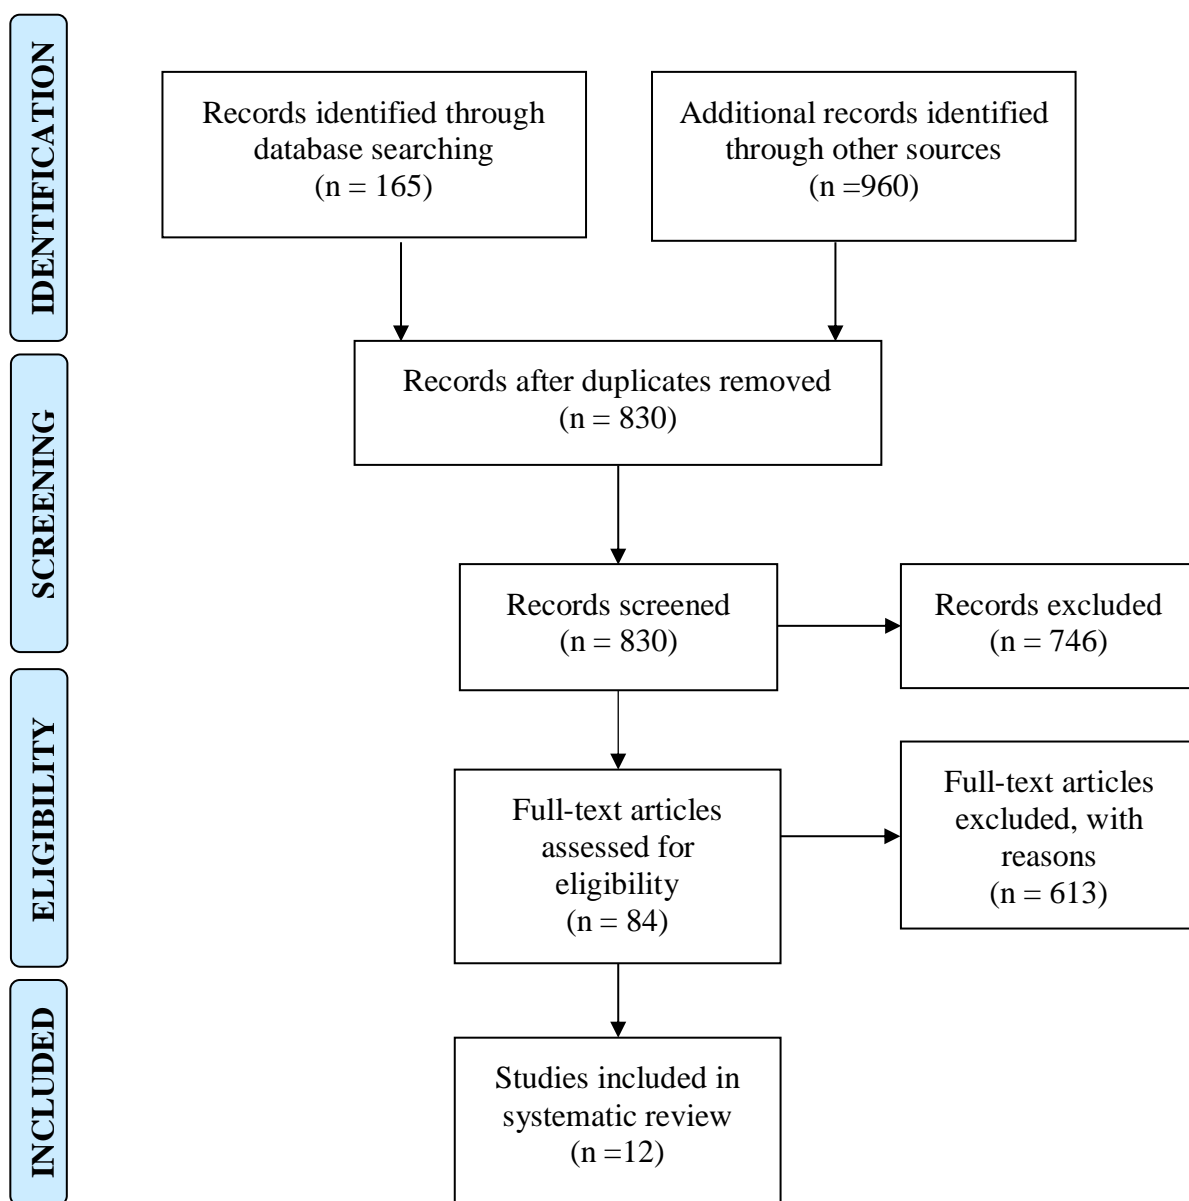 IDENTIFICATION
Records identified through
database searching
(n = 165)
Additional records identified
through other sources
(n =960)
SCREENING
Records after duplicates removed
(n = 830)
Records screened
(n = 830)
Records excluded
(n = 746)
ELIGIBILITY
Full-text articles
assessed for
eligibility
(n = 84)
Full-text articles
excluded, with
reasons
(n = 613)
INCLUDED
Studies included in
systematic review
(n =12)